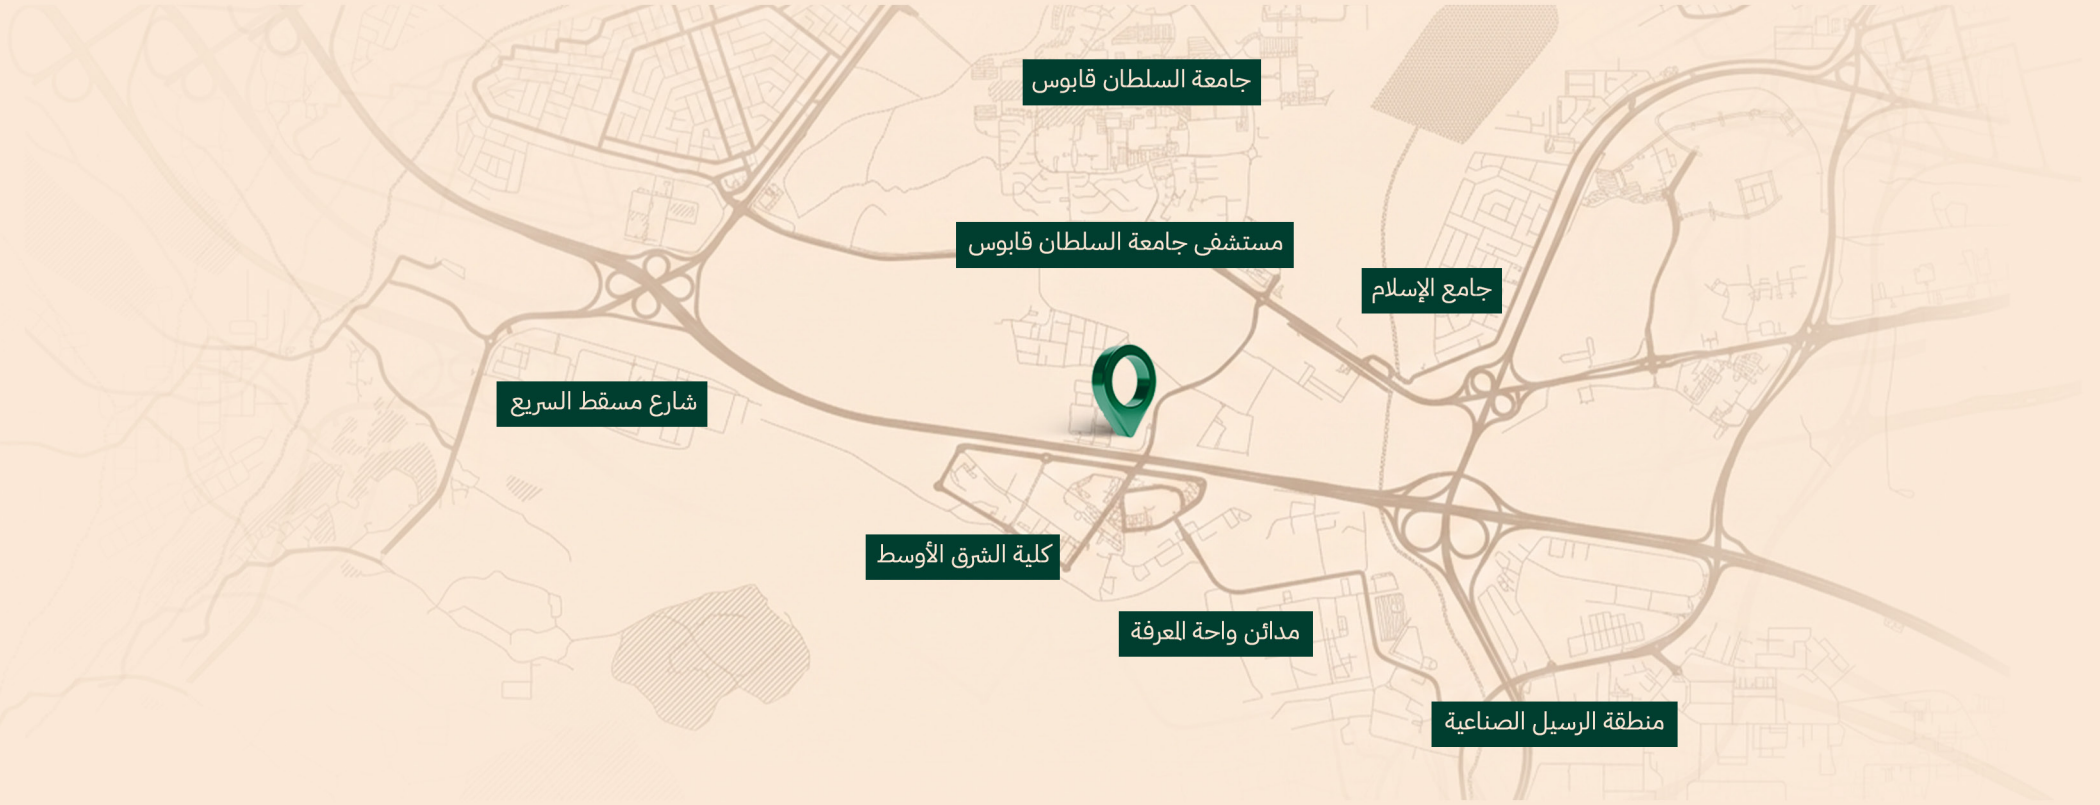 جامعة السلطان قابوس
مستشفى جامعة السلطان قابوس
جامع الإسلام
شارع مسقط السريع
كلية الشرق الأوسط
مدائن واحة المعرفة
منطقة الرسيل الصناعية